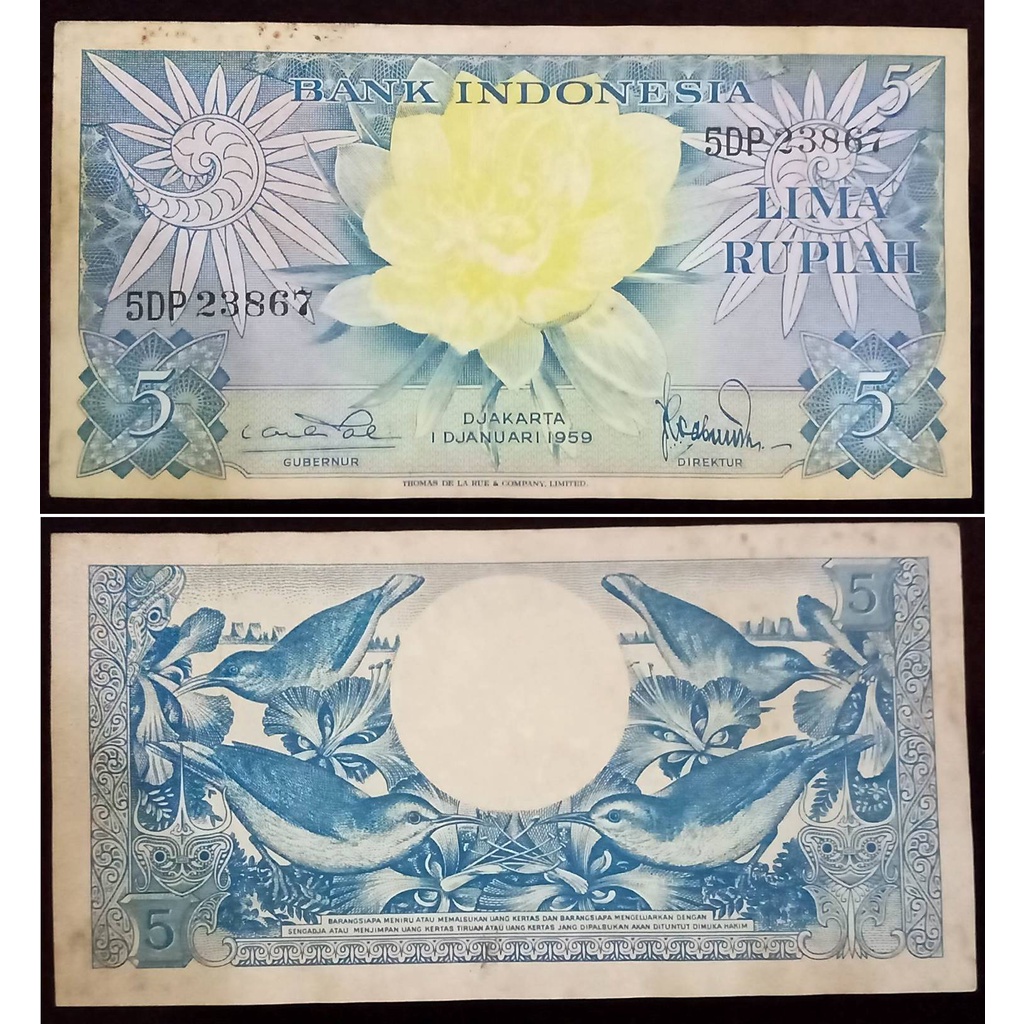 BANK INDONESIA
5
5DP 23867
LIMA
RUPIAH
5DP 23867
5
5
DJAKARTA
1 DJANUARI 1959
GUBERNUR
DIREKTUR
THOMAS DE LA RUE & COMPANY, LIMITED.
5
5
BARANGSIAPA MENIRU ATAU MEMALSUKAN UANG KERTAS DAN BARANGSIAPA MENGELUARKAN DENGAN
SENGADJA ATAU MENJIMPAN UANG KERTAS TIRUAN ATAU UANG KERTAS JANG DIPALSUKAN AKAN DITUNTUT DIMUKA HAKIM